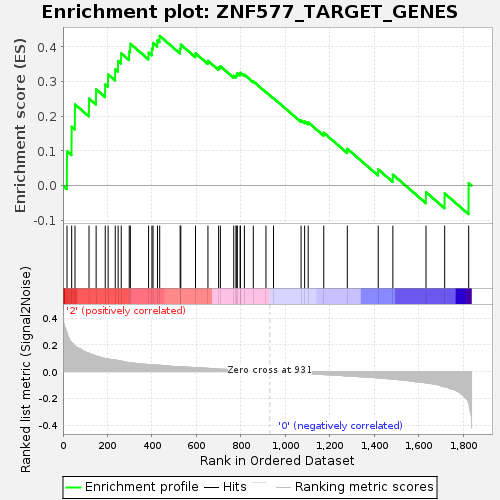 Enrichment plot: ZNF577_TARGET_GENES
Enrichment score (ES)
0.4
0.3
0.2
0.1
0.0
-0.1
Ranked list metric (Signal2Noise)
'2' (positively correlated)
0.4
0.2
0.0
-0.2
-0.4
Zero cross at 931
'0' (negatively correlated)
0 200 400 600 800 1,000 1,200 1,400 1,600 1,800
Rank in Ordered Dataset
Enrichment profile Hits Ranking metric scores